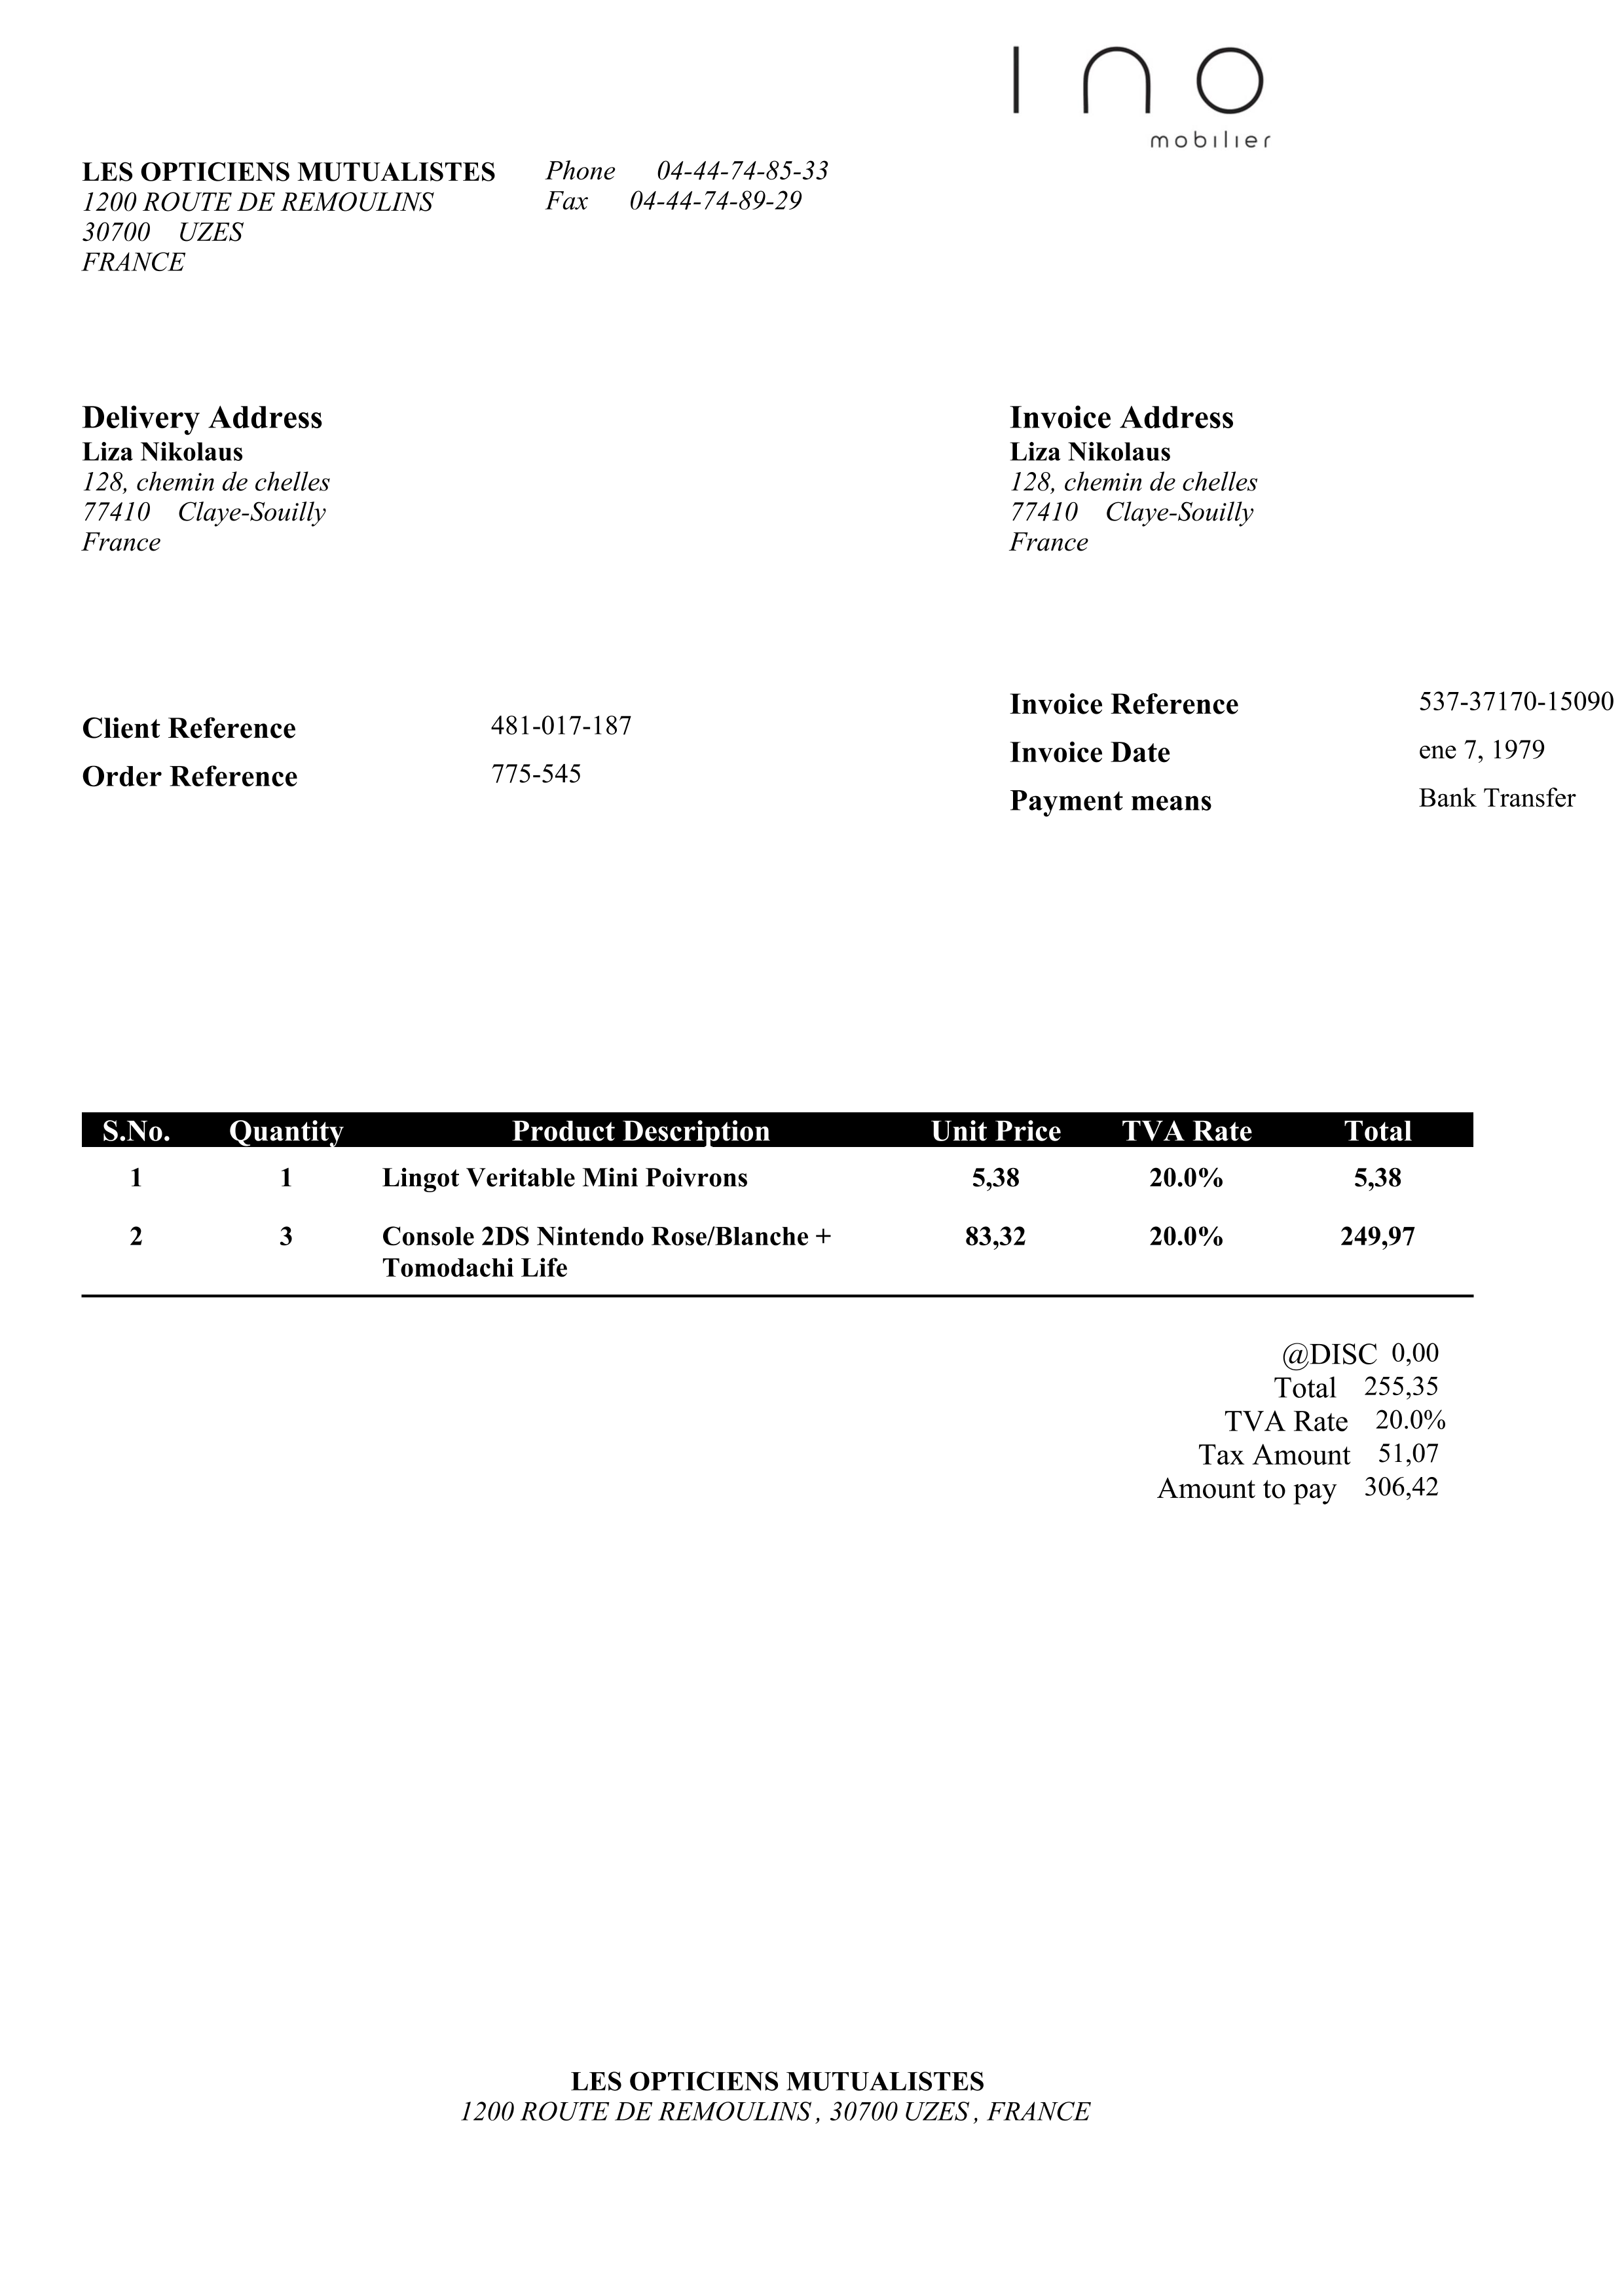 Ino
mobilier
LES OPTICIENS MUTUALISTES Phone 04-44-74-85-33
1200 ROUTE DE REMOULINS Fax 04-44-74-89-29
30700 UZES
FRANCE
Delivery Address
Liza Nikolaus
128, chemin de chelles
77410 Claye-Souilly
France
Invoice Address
Liza Nikolaus
128, chemin de chelles
77410 Claye-Souilly
France
Client Reference 481-017-187
Order Reference 775-545
Invoice Reference 537-37170-15090
Invoice Date ene 7, 1979
Payment means Bank Transfer
S.No. Quantity Product Description Unit Price TVA Rate Total
1 1 Lingot Veritable Mini Poivrons 5,38 20.0% 5,38
2 3 Console 2DS Nintendo Rose/Blanche + 83,32 20.0% 249,97
Tomodachi Life
@DISC 0,00
Total 255,35
TVA Rate 20.0%
Tax Amount 51,07
Amount to pay 306,42
LES OPTICIENS MUTUALISTES
1200 ROUTE DE REMOULINS , 30700 UZES , FRANCE